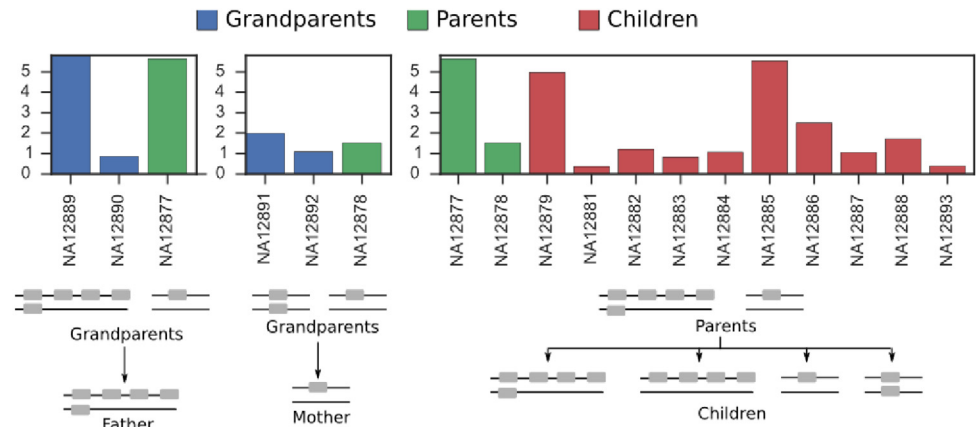 Grandparents Parents Children
5 4 3 2 1 0
5 4 3 2 1 0
5 4 3 2 1 0
NA12889 NA12890 NA12877
NA12891 NA12892 NA12878
NA12877 NA12878 NA12879 NA12881 NA12882 NA12883 NA12884 NA12885 NA12886 NA12887 NA12888 NA12893
Grandparents
Grandparents
Parents
Father
Mother
Children